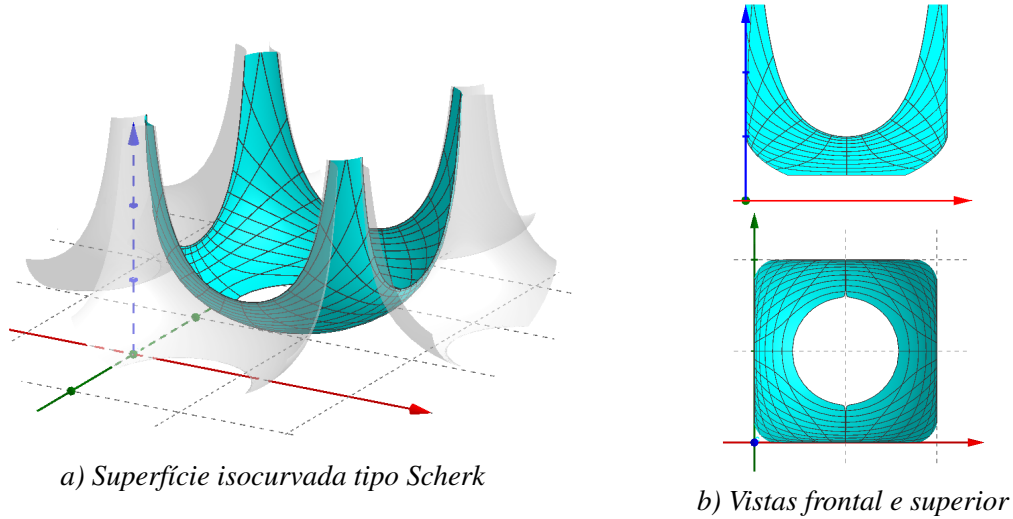 a) Superfície isocurvada tipo Scherk
b) Vistas frontal e superior